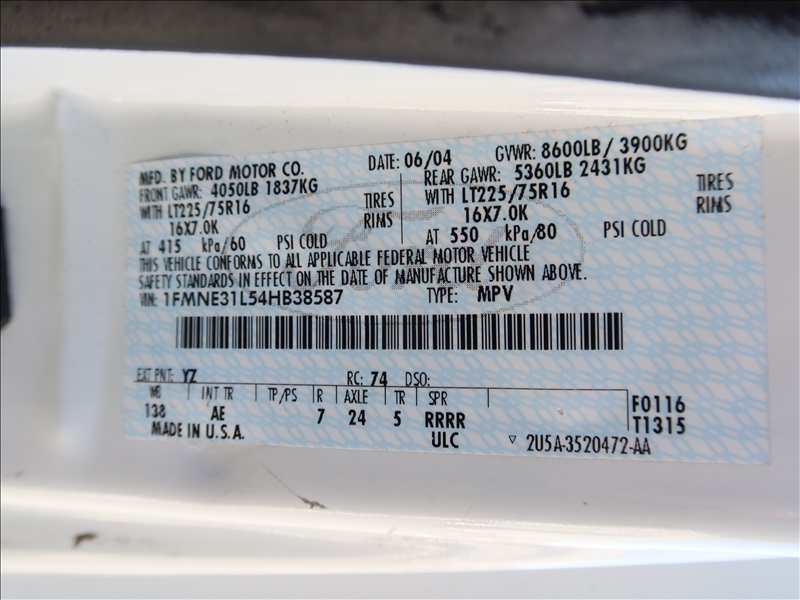 MFD. BY FORD MOTOR CO. DATE: 06/04 GVWR: 8600LB/ 3900KG
FRONT GAWR: 4050LB 1837KG REAR GAWR: 5360LB 2431KG
WITH LT225/75R16 TIRES WITH LT225/75R16 TIRES
16X7.0K RIMS 16X7.0K RIMS
AT 415 kPa/60 PSI COLD AT 550 kPa/80 PSI COLD
THIS VEHICLE CONFORMS TO ALL APPLICABLE FEDERAL MOTOR VEHICLE
SAFETY STANDARDS IN EFFECT ON THE DATE OF MANUFACTURE SHOWN ABOVE.
VIN: 1FMNE31L54HB38587 TYPE: MPV
EXT PNT: YZ RC: 74 DSO:
WB INT TR TP/PS R AXLE TR SPR
138 AE 7 24 5 RRRR
F0116
T1315
MADE IN U.S.A. ULC 2U5A-3520472-AA
Ford